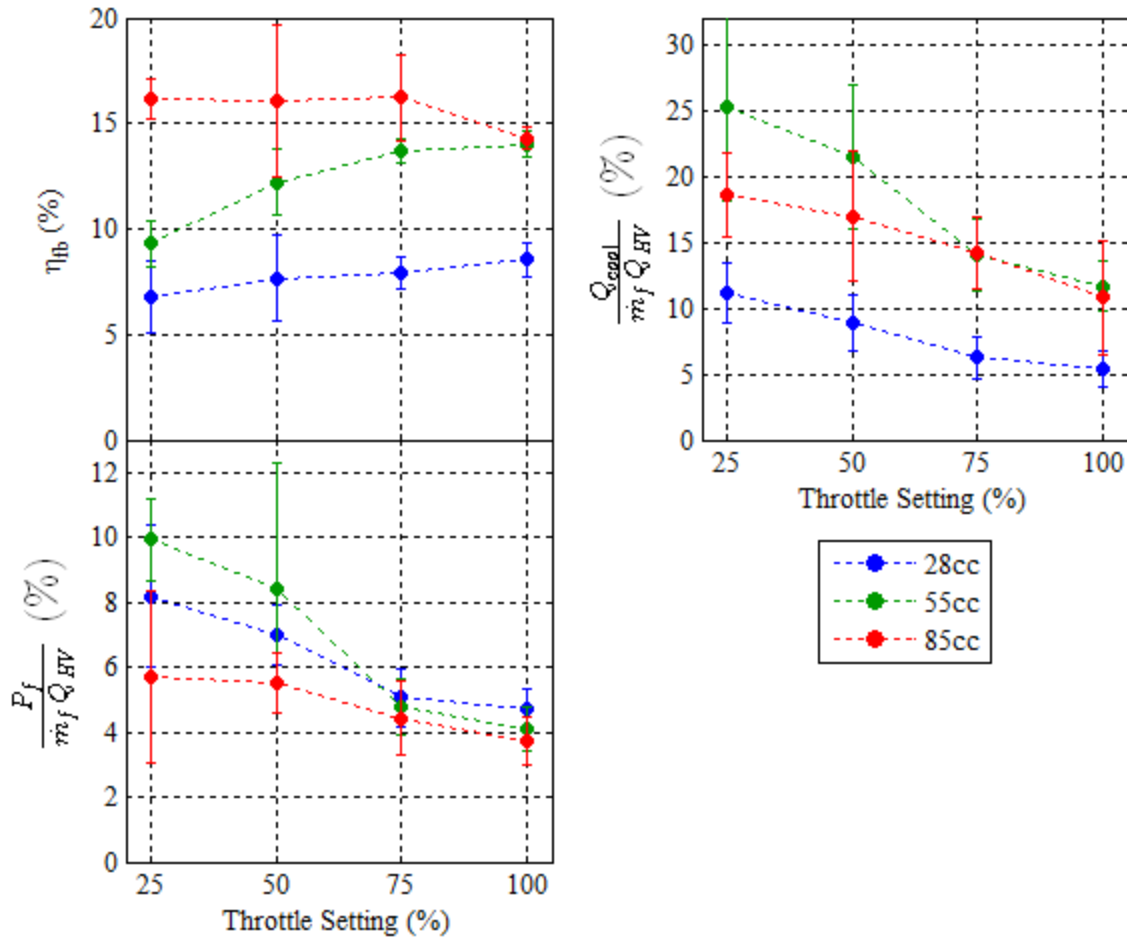 20
15
10
5
0
η_fb (%)
12
10
8
6
4
2
0
P_f / ṁ_f Q_HV (%)
25 50 75 100
Throttle Setting (%)
30
25
20
15
10
5
0
Q_cool / ṁ_f Q_HV (%)
25 50 75 100
Throttle Setting (%)
28cc
55cc
85cc